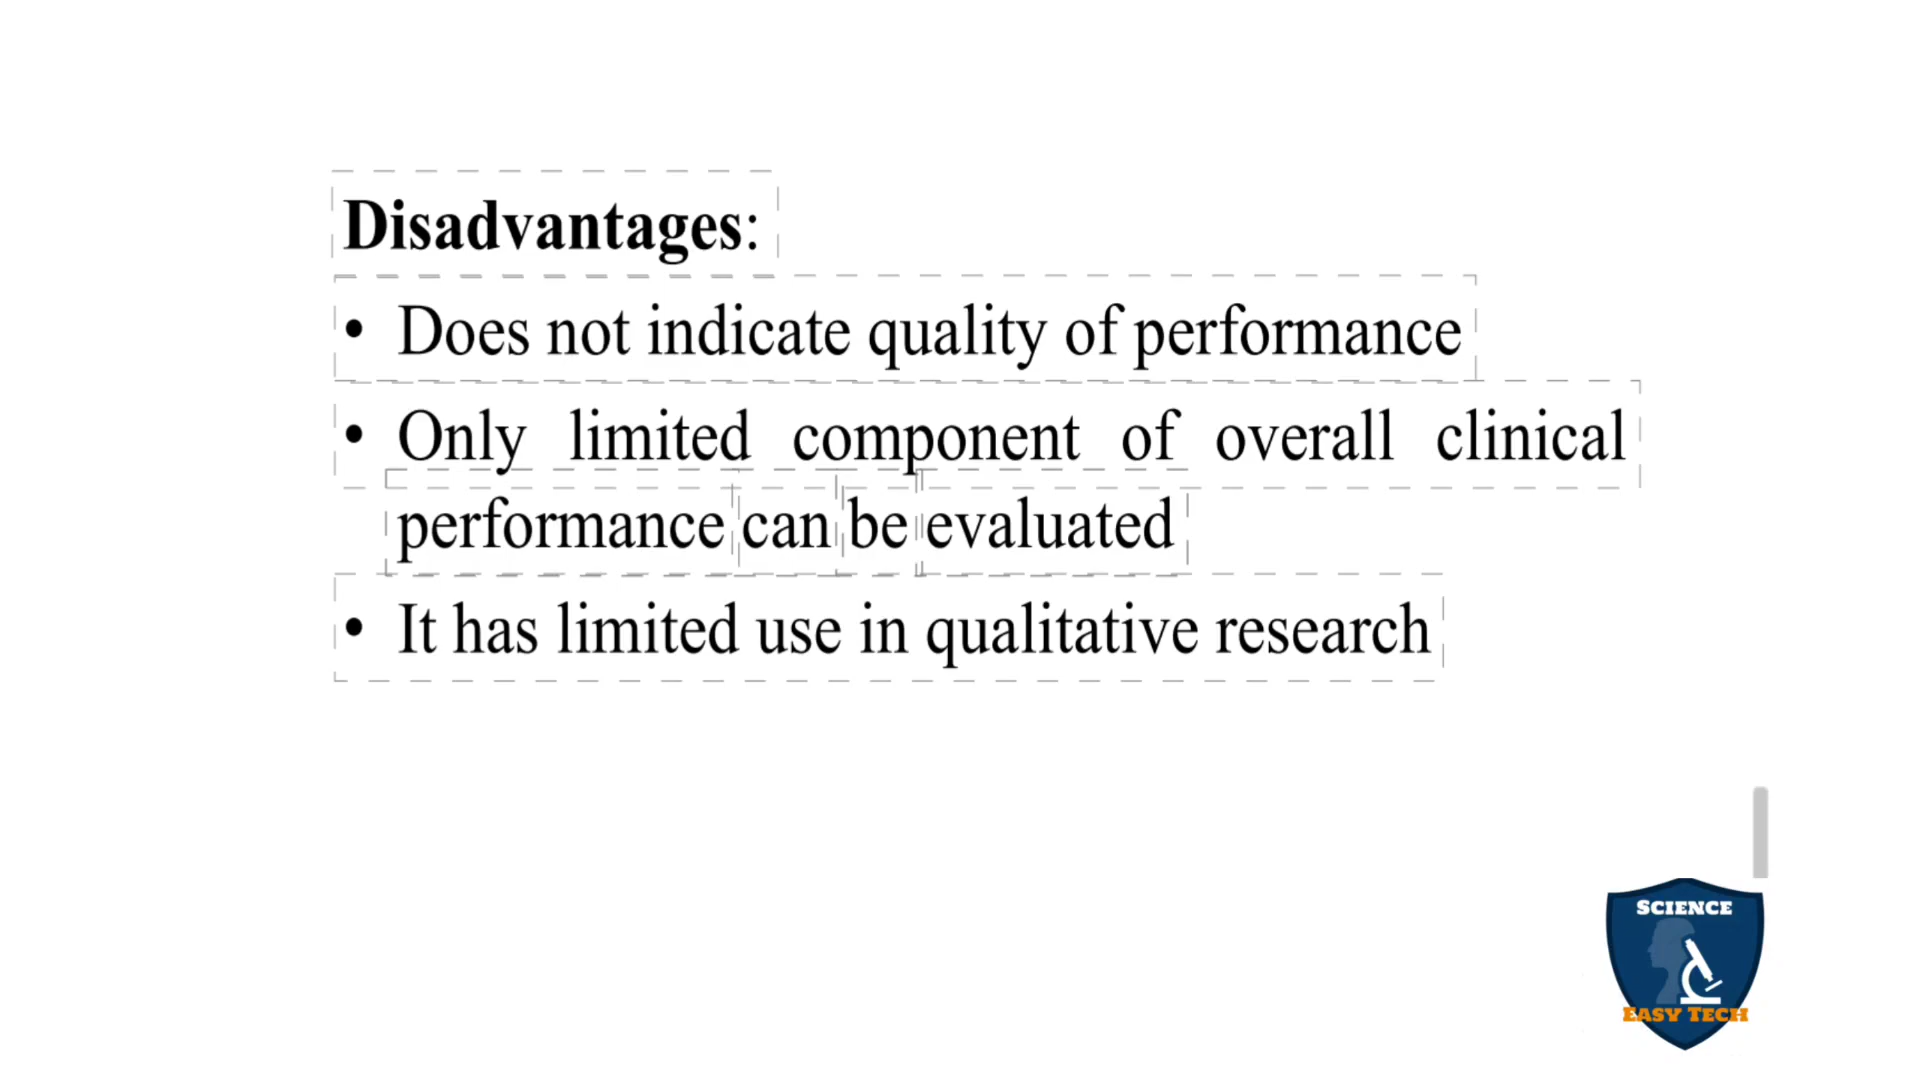 Disadvantages:
• Does not indicate quality of performance
• Only limited component of overall clinical
performance can be evaluated
• It has limited use in qualitative research
SCIENCE
EASY TECH